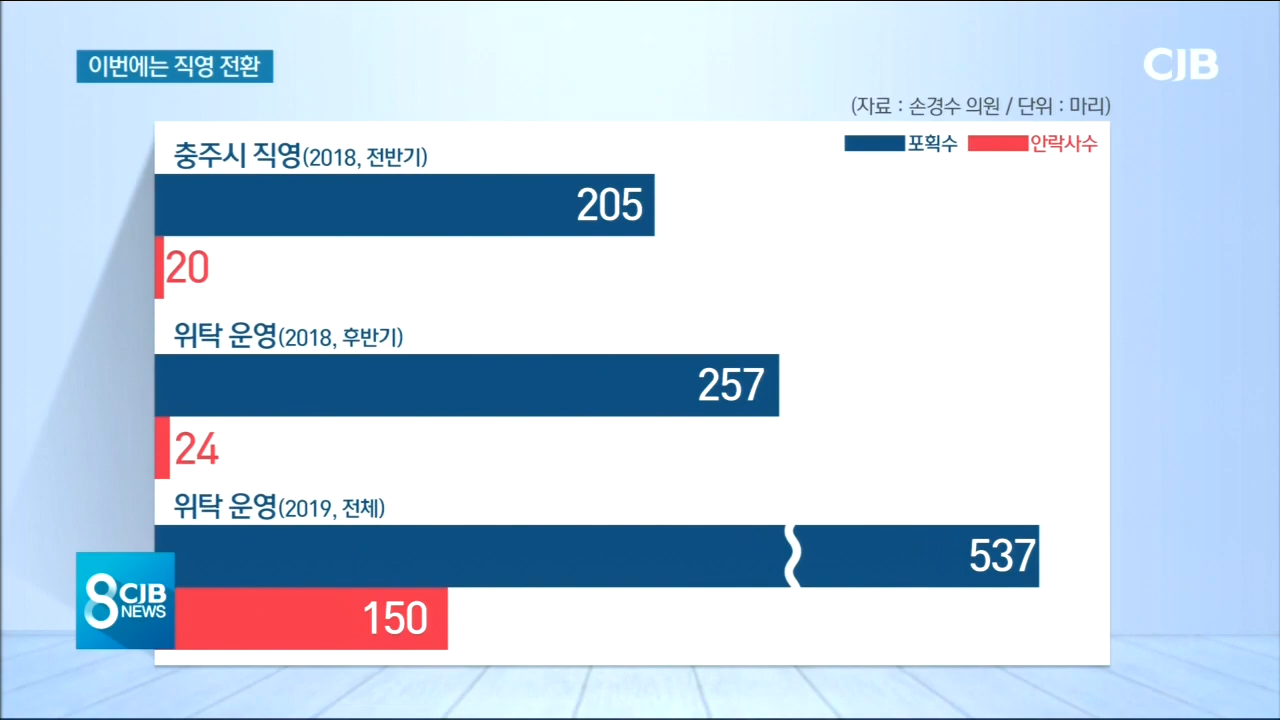 이번에는 직영 전환
CJB
(자료 : 손경수 의원 / 단위 : 마리)
포획수 안락사수
충주시 직영(2018, 전반기)
205
20
위탁 운영(2018, 후반기)
257
24
위탁 운영(2019, 전체)
537
150
8 CJB
NEWS